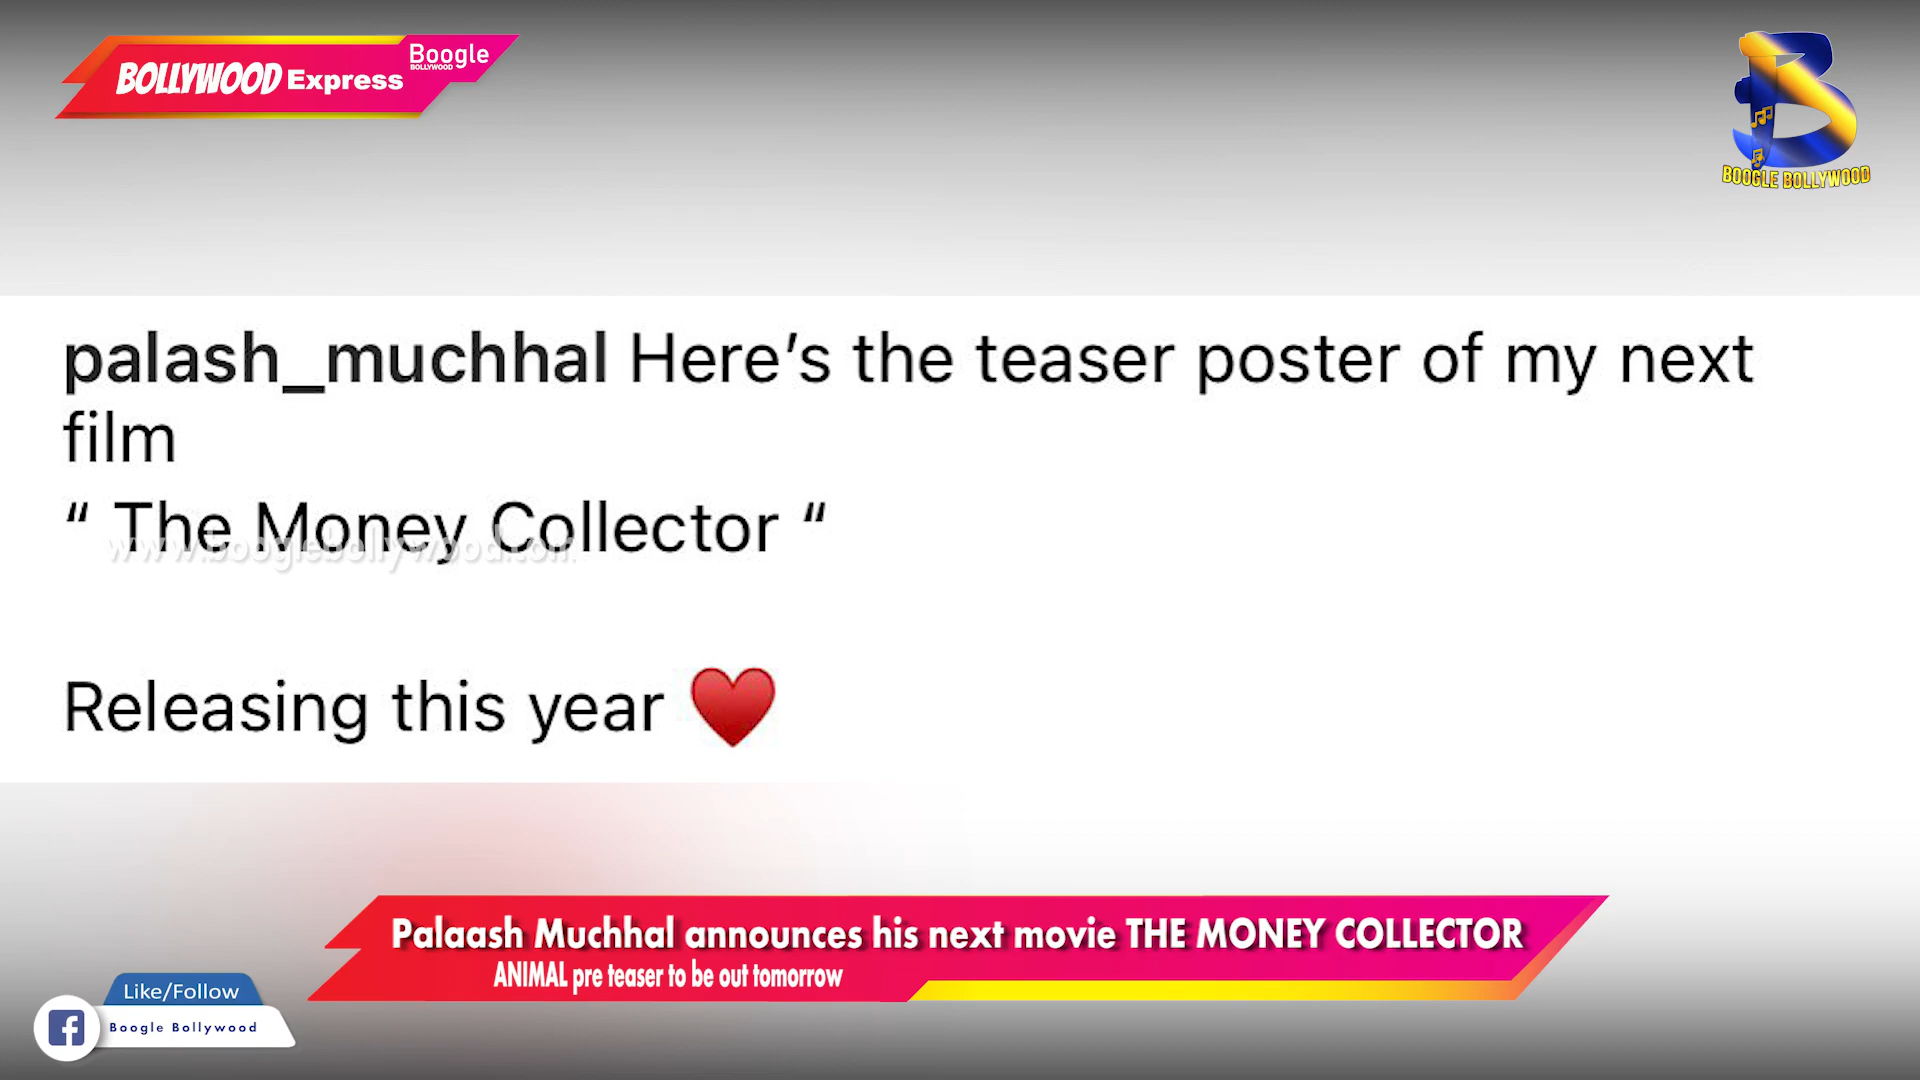 BOLLYWOOD Express
Boogle
BOLLYWOOD
BOOGLE BOLLYWOOD
palash_muchhal Here’s the teaser poster of my next
film
“ The Money Collector “
www.booglebollywood.com
Releasing this year ♥
Palaash Muchhal announces his next movie THE MONEY COLLECTOR
ANIMAL pre teaser to be out tomorrow
Like/Follow
Boogle Bollywood